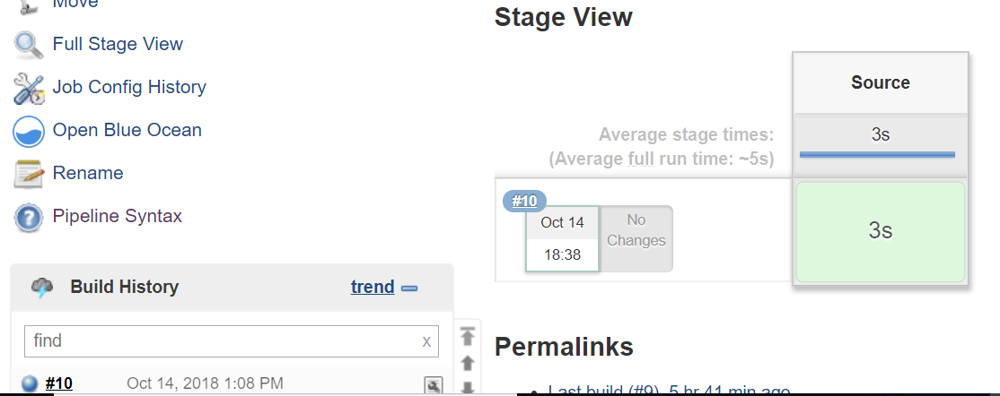 Move
Full Stage View
Job Config History
Open Blue Ocean
Rename
Pipeline Syntax
Build History
trend
find
x
#10
Oct 14, 2018 1:08 PM
Stage View
Source
Average stage times:
(Average full run time: ~5s)
3s
#10
Oct 14
18:38
No
Changes
3s
Permalinks
Last build (#9), 5 hr 41 min ago